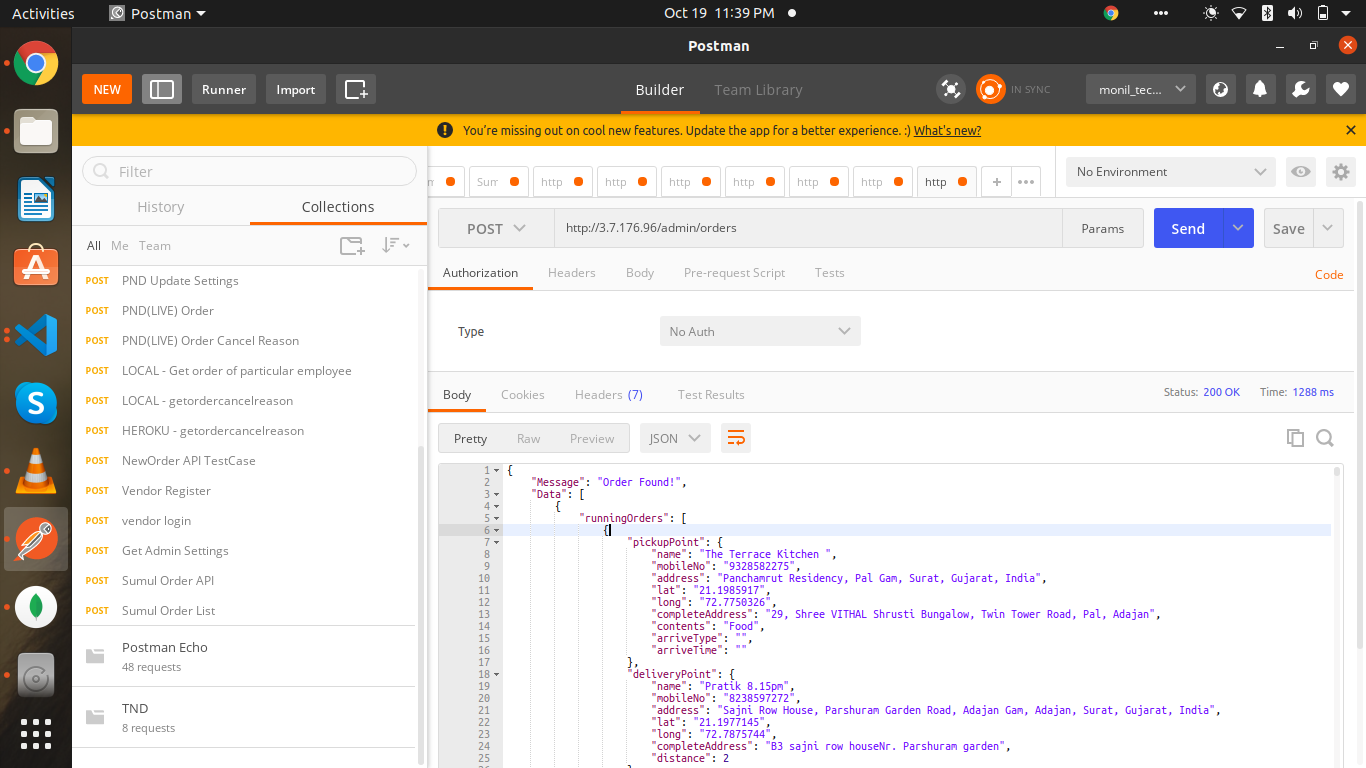 Activities
Postman
Oct 19 11:39 PM
Postman
NEW
Runner
Import
Builder
Team Library
IN SYNC
monil_tec...
You're missing out on cool new features. Update the app for a better experience. :) What's new?
Filter
History
Collections
All Me Team
POST PND Update Settings
POST PND(LIVE) Order
POST PND(LIVE) Order Cancel Reason
POST LOCAL - Get order of particular employee
POST LOCAL - getordercancelreason
POST HEROKU - getordercancelreason
POST NewOrder API TestCase
POST Vendor Register
POST vendor login
POST Get Admin Settings
POST Sumul Order API
POST Sumul Order List
Postman Echo
48 requests
TND
8 requests
Sum http http http http http http http + •••
No Environment
POST http://3.7.176.96/admin/orders Params Send Save
Authorization Headers Body Pre-request Script Tests Code
Type No Auth
Body Cookies Headers (7) Test Results Status: 200 OK Time: 1288 ms
Pretty Raw Preview JSON
1 {
2 "Message": "Order Found!",
3 "Data": [
4 {
5 "runningOrders": [
6 {
7 "pickupPoint": {
8 "name": "The Terrace Kitchen ",
9 "mobileNo": "9328582275",
10 "address": "Panchamrut Residency, Pal Gam, Surat, Gujarat, India",
11 "lat": "21.1985917",
12 "long": "72.7750326",
13 "completeAddress": "29, Shree VITHAL Shrusti Bungalow, Twin Tower Road, Pal, Adajan",
14 "contents": "Food",
15 "arriveType": "",
16 "arriveTime": ""
17 },
18 "deliveryPoint": {
19 "name": "Pratik 8.15pm",
20 "mobileNo": "8238597272",
21 "address": "Sajni Row House, Parshuram Garden Road, Adajan Gam, Adajan, Surat, Gujarat, India",
22 "lat": "21.1977145",
23 "long": "72.7875744",
24 "completeAddress": "B3 sajni row houseNr. Parshuram garden",
25 "distance": 2